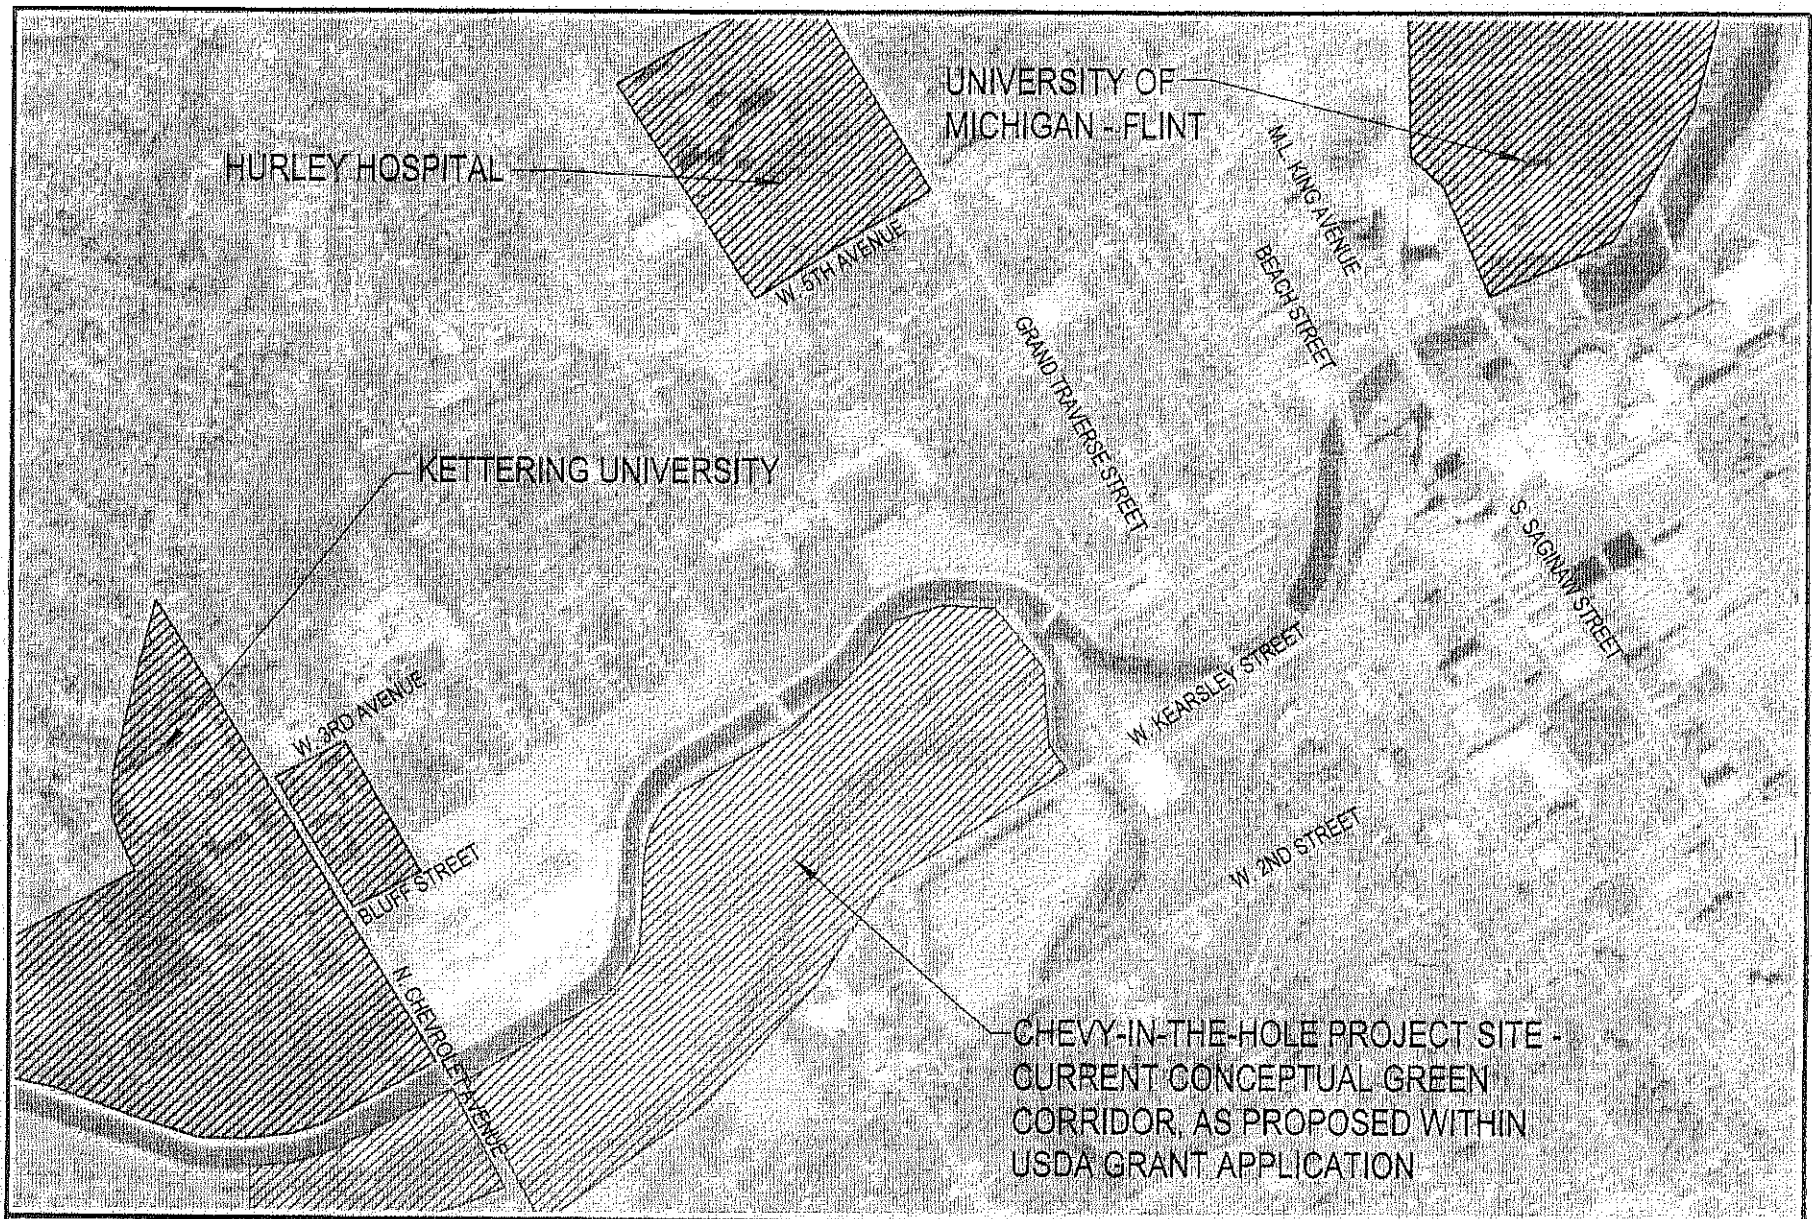 UNIVERSITY OF
MICHIGAN - FLINT
HURLEY HOSPITAL
M.L. KING AVENUE
BEACH STREET
W. 5TH AVENUE
GRAND TRAVERSE STREET
KETTERING UNIVERSITY
S SAGINAW STREET
W. KEARSLEY STREET
W. 3RD AVENUE
W. 2ND STREET
BLUFF STREET
N. CHEVROLET AVENUE
CHEVY-IN-THE-HOLE PROJECT SITE -
CURRENT CONCEPTUAL GREEN
CORRIDOR, AS PROPOSED WITHIN
USDA GRANT APPLICATION